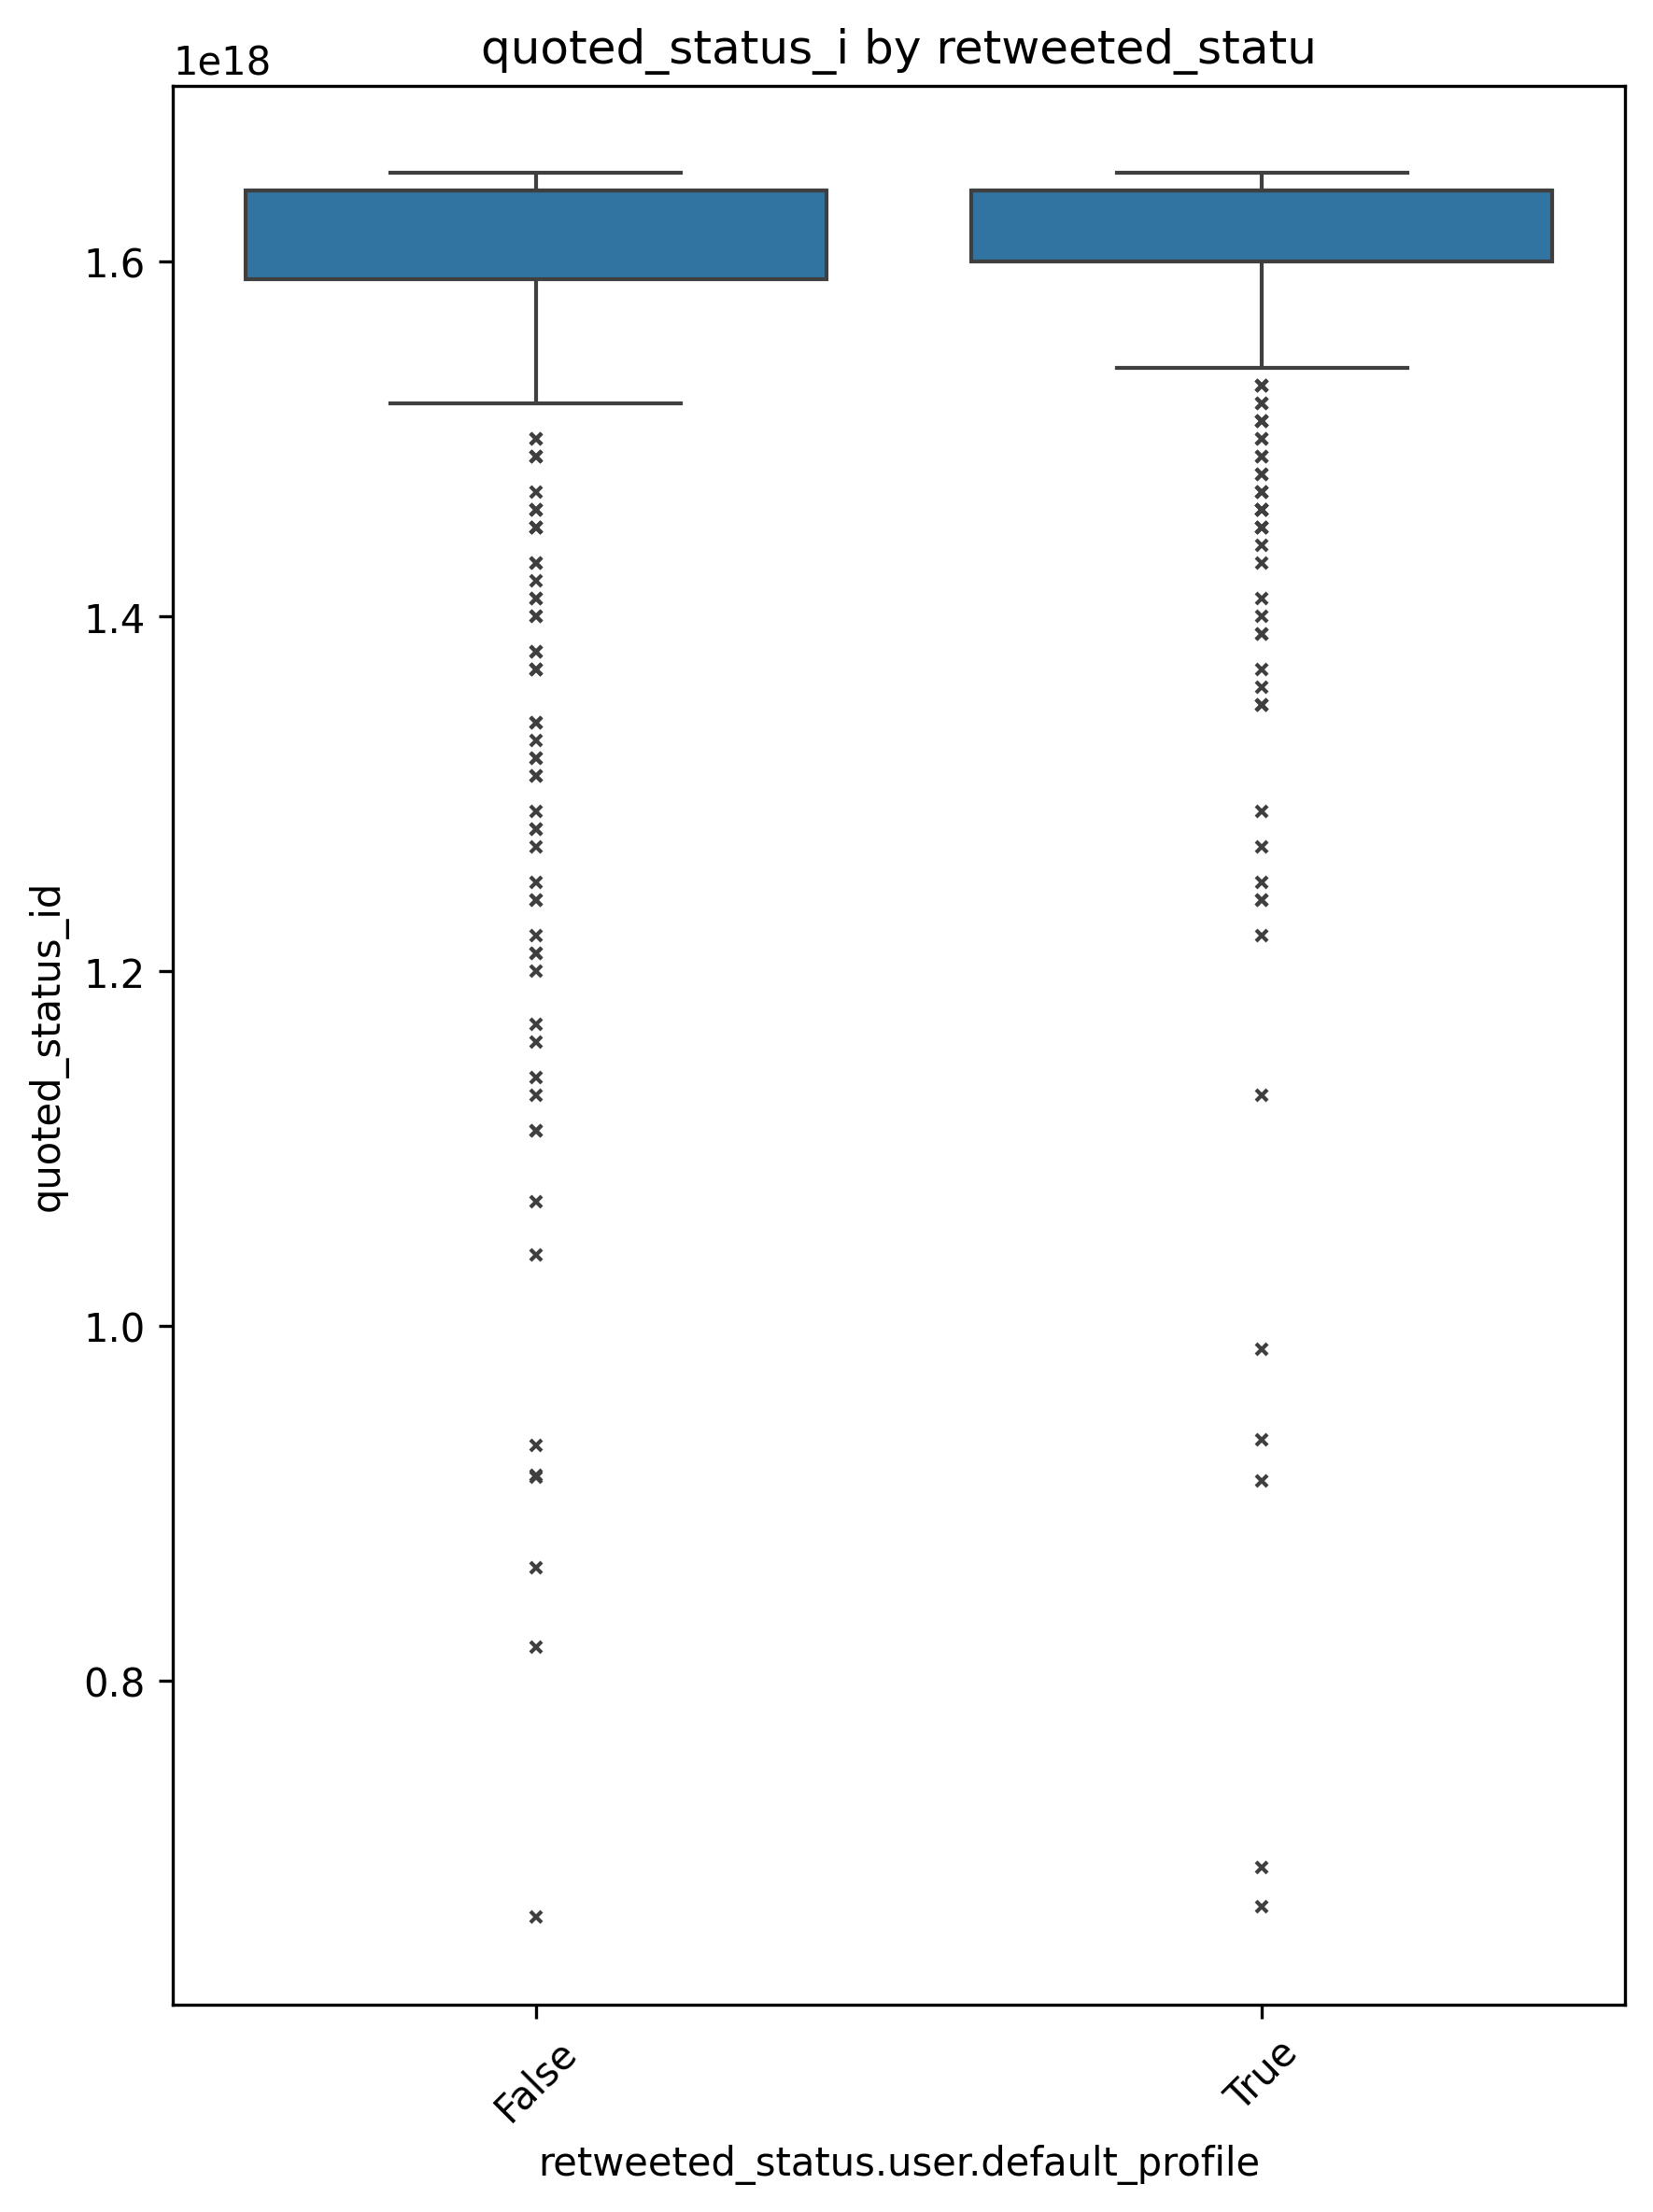 quoted_status_i by retweeted_statu
1e18
1.6
1.4
1.2
1.0
0.8
quoted_status_id
False
True
retweeted_status.user.default_profile